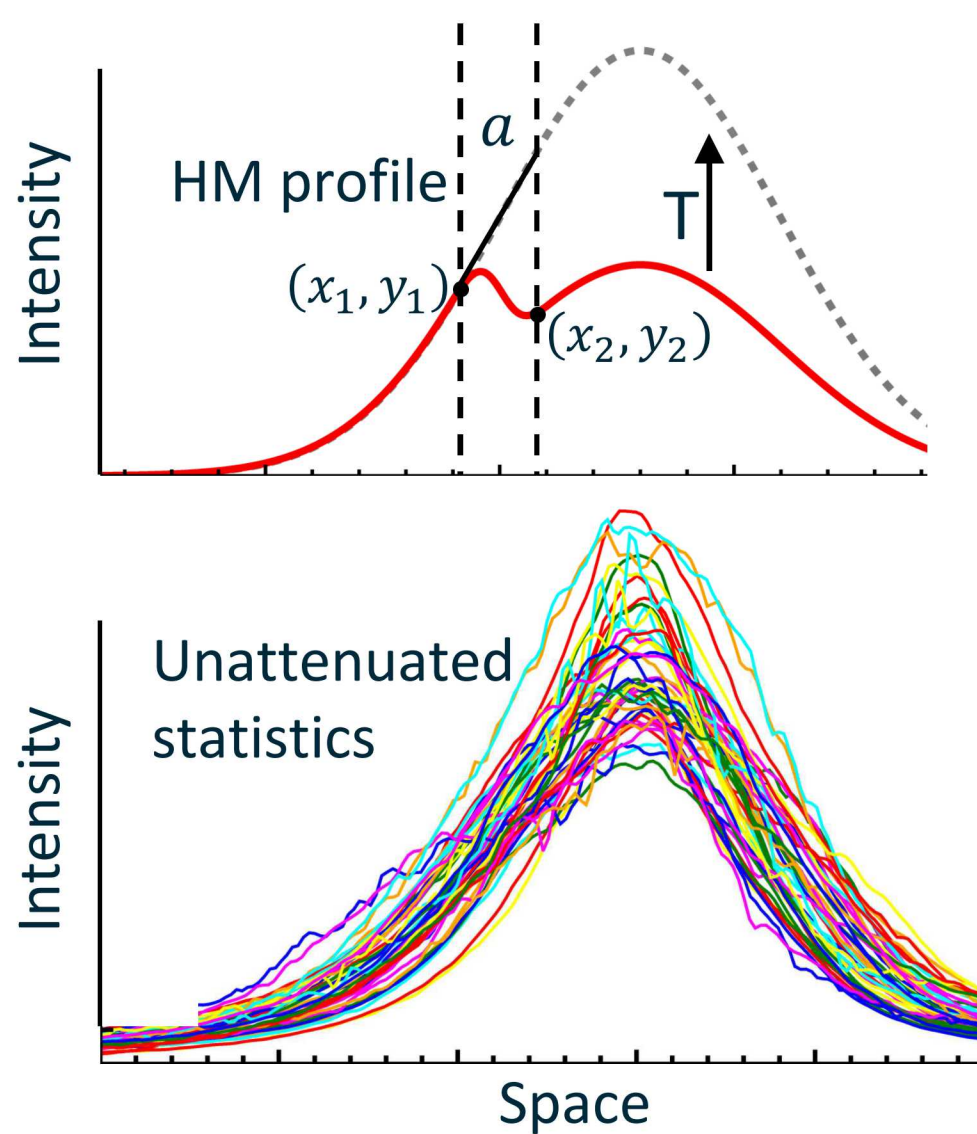 Intensity
HM profile
a
T
(x₁, y₁)
(x₂, y₂)
Intensity
Unattenuated
statistics
Space